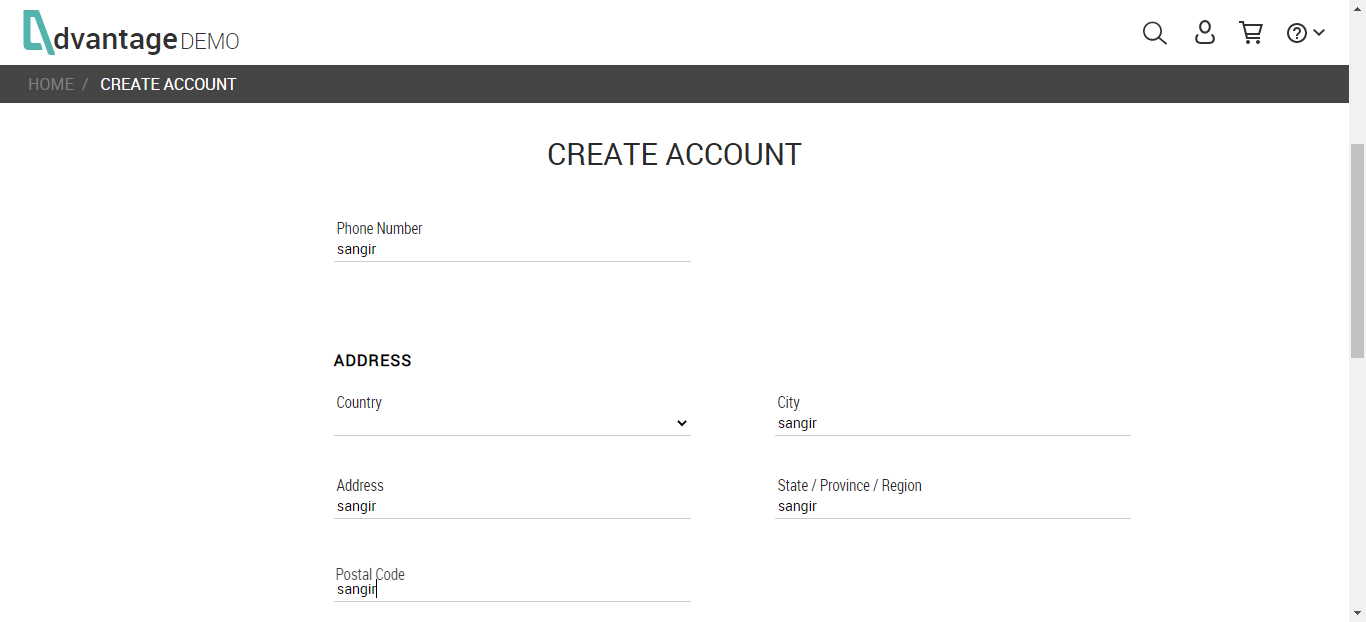 dvantage DEMO
HOME / CREATE ACCOUNT
CREATE ACCOUNT
Phone Number
sangir
ADDRESS
Country
City
sangir
Address
sangir
State / Province / Region
sangir
Postal Code
sangir